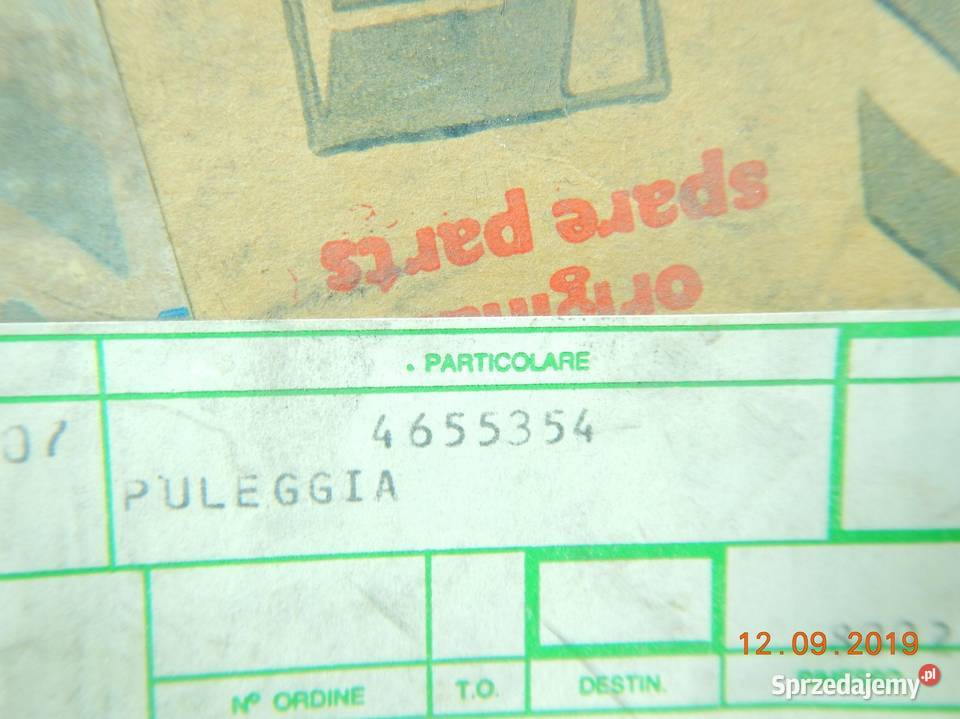 spare parts
• PARTICOLARE
07
4655354
PULEGGIA
12.09.2019
Nº ORDINE
T.O.
DESTIN.
Sprzedajemy.pl